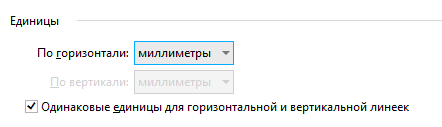 Единицы
По горизонтали: миллиметры
По вертикали: миллиметры
Одинаковые единицы для горизонтальной и вертикальной линеек